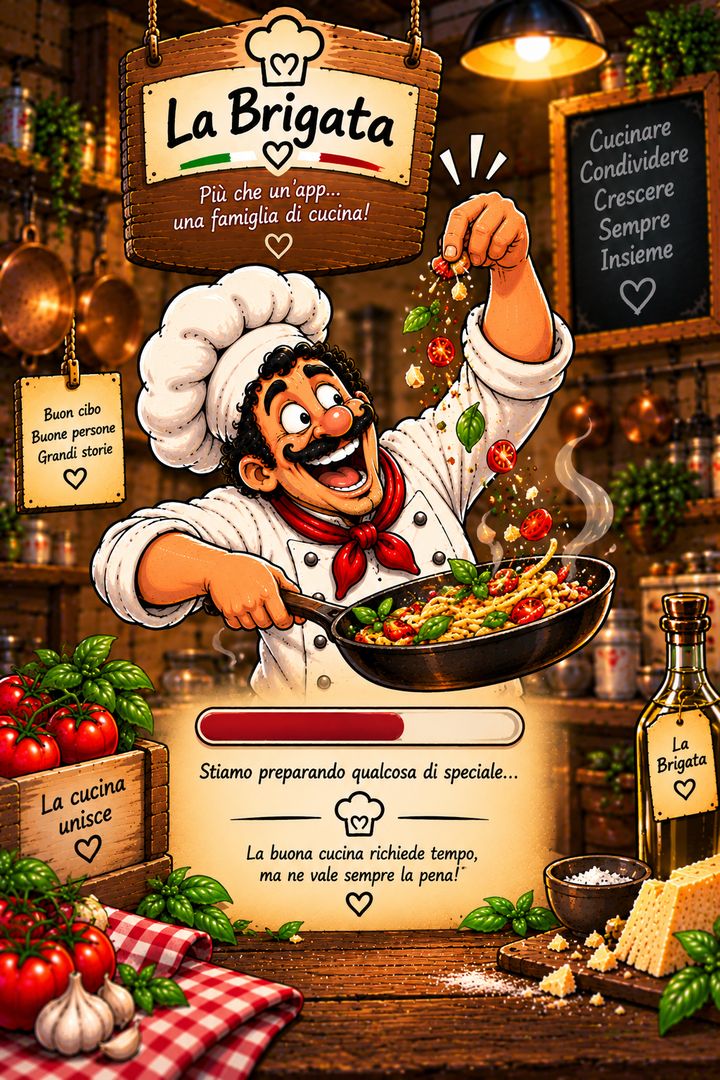 La Brigata
Più che un'app...
una famiglia di cucina!
Cucinare
Condividere
Crescere
Sempre
Insieme
Buon cibo
Buone persone
Grandi storie
Stiamo preparando qualcosa di speciale...
La buona cucina richiede tempo,
ma ne vale sempre la pena!"
La cucina
unisce
La
Brigata